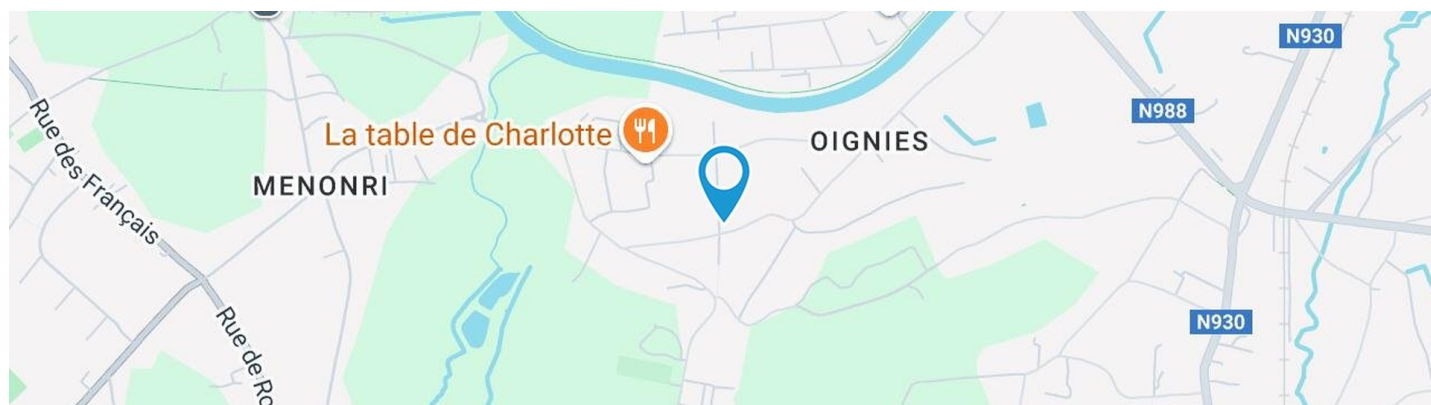 N930
N988
La table de Charlotte
OIGNIES
MENONRI
Rue des Français
N930
Rue de Ro